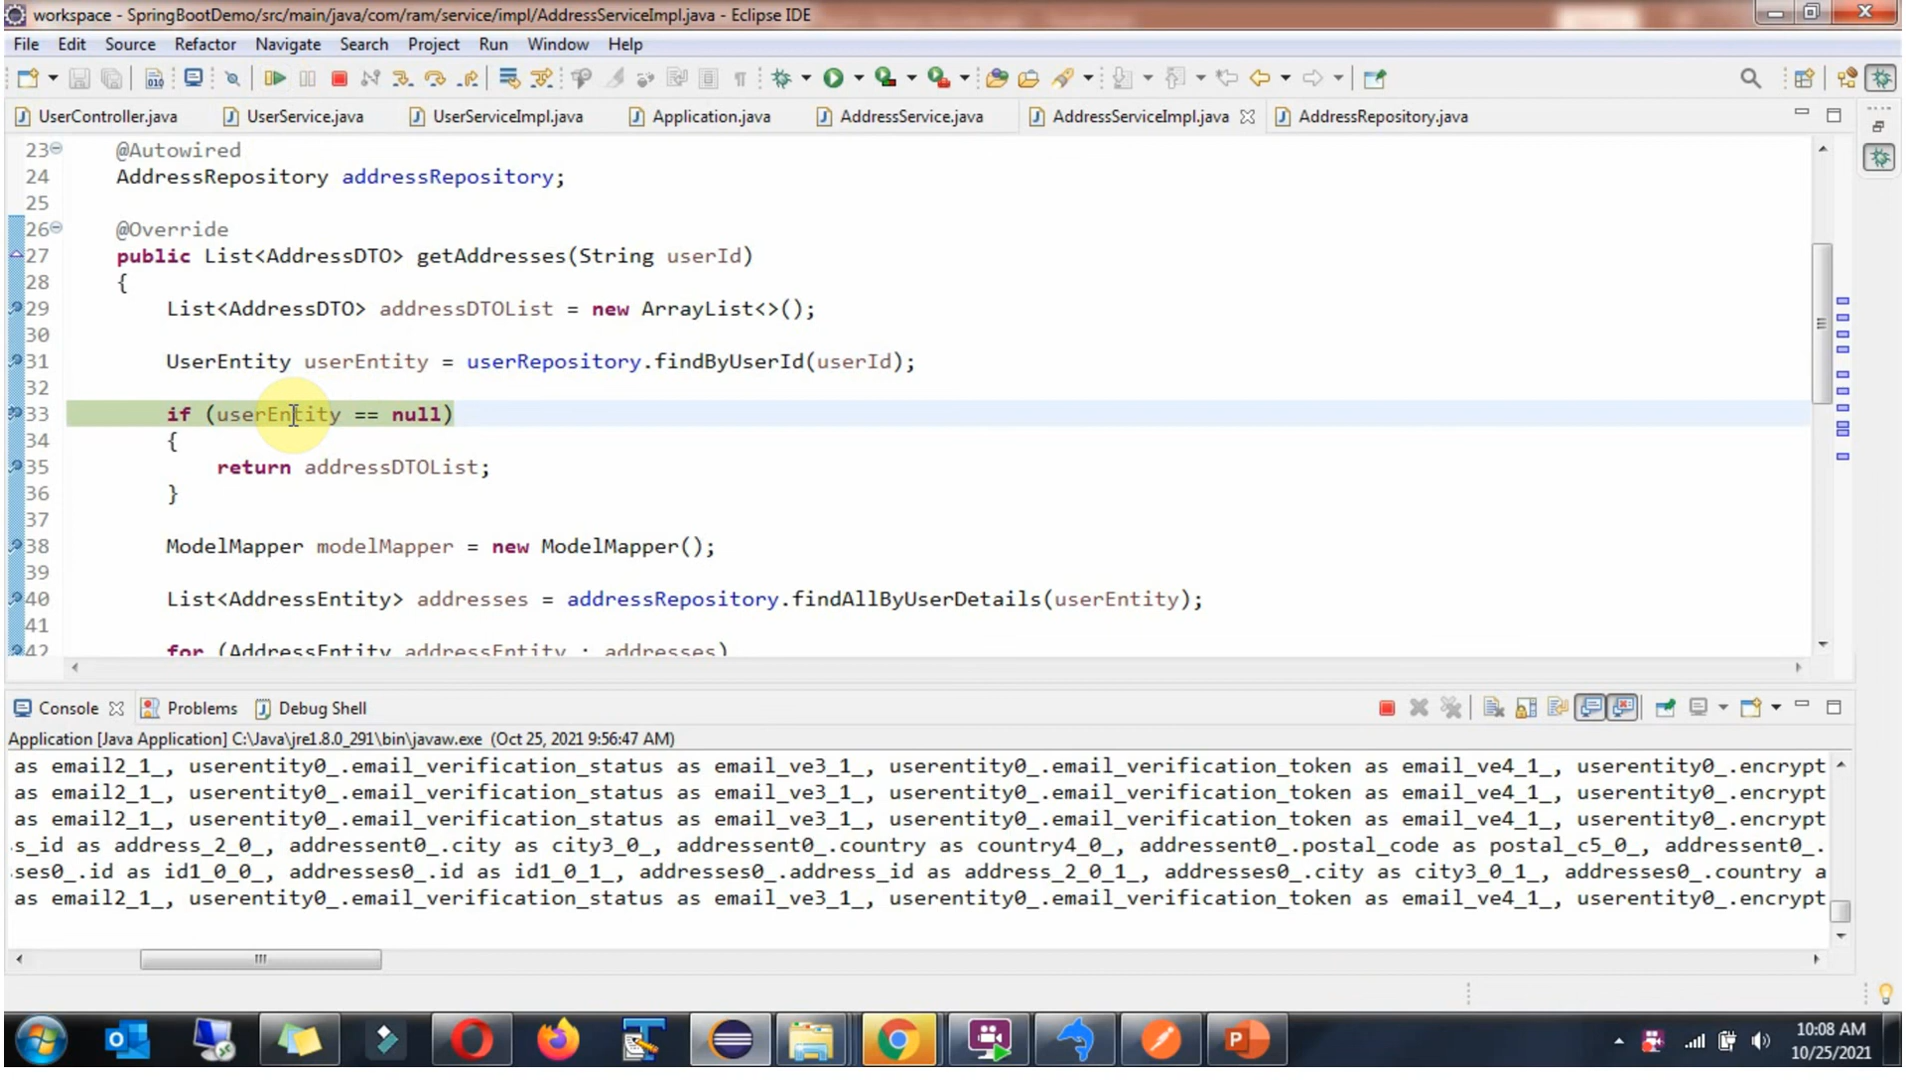 workspace - SpringBootDemo/src/main/java/com/ram/service/impl/AddressServiceImpl.java - Eclipse IDE
File Edit Source Refactor Navigate Search Project Run Window Help
UserController.java UserService.java UserServiceImpl.java Application.java AddressService.java AddressServiceImpl.java AddressRepository.java
23 @Autowired
24 AddressRepository addressRepository;
25
26 @Override
27 public List<AddressDTO> getAddresses(String userId)
28 {
29 List<AddressDTO> addressDTOList = new ArrayList<>();
30
31 UserEntity userEntity = userRepository.findByUserId(userId);
32
33 if (userEntity == null)
34 {
35 return addressDTOList;
36 }
37
38 ModelMapper modelMapper = new ModelMapper();
39
40 List<AddressEntity> addresses = addressRepository.findAllByUserDetails(userEntity);
41
42 for (AddressEntity addressEntity : addresses)
Console Problems Debug Shell
Application [Java Application] C:\Java\jre1.8.0_291\bin\javaw.exe (Oct 25, 2021 9:56:47 AM)
as email2_1_, userentity0_.email_verification_status as email_ve3_1_, userentity0_.email_verification_token as email_ve4_1_, userentity0_.encrypt
as email2_1_, userentity0_.email_verification_status as email_ve3_1_, userentity0_.email_verification_token as email_ve4_1_, userentity0_.encrypt
as email2_1_, userentity0_.email_verification_status as email_ve3_1_, userentity0_.email_verification_token as email_ve4_1_, userentity0_.encrypt
s_id as address_2_0_, addressent0_.city as city3_0_, addressent0_.country as country4_0_, addressent0_.postal_code as postal_c5_0_, addressent0_.
ses0_.id as id1_0_0_, addresses0_.id as id1_0_1_, addresses0_.address_id as address_2_0_1_, addresses0_.city as city3_0_1_, addresses0_.country a
as email2_1_, userentity0_.email_verification_status as email_ve3_1_, userentity0_.email_verification_token as email_ve4_1_, userentity0_.encrypt
10:08 AM
10/25/2021